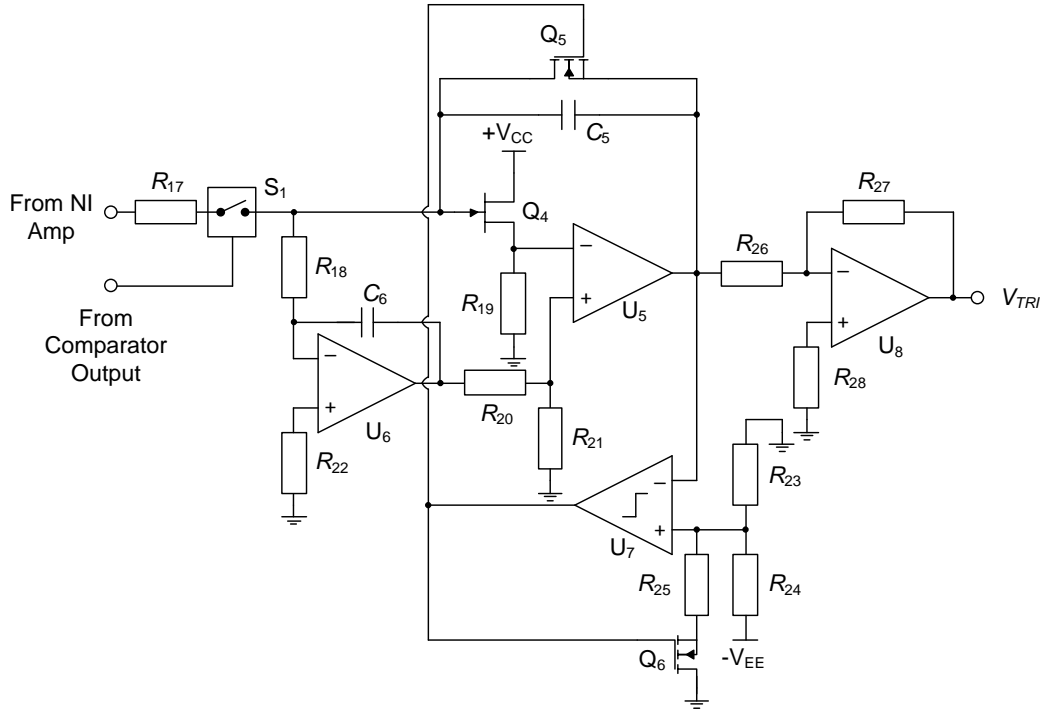 Q5
C5
+VCC
R17
S1
From NI
Amp
Q4
R27
R26
R18
C6
R19
−
+
U5
−
+
U8
VTRI
From
Comparator
Output
−
+
U6
R20
R28
R22
R21
R23
−
+
U7
R25
R24
Q6
-VEE